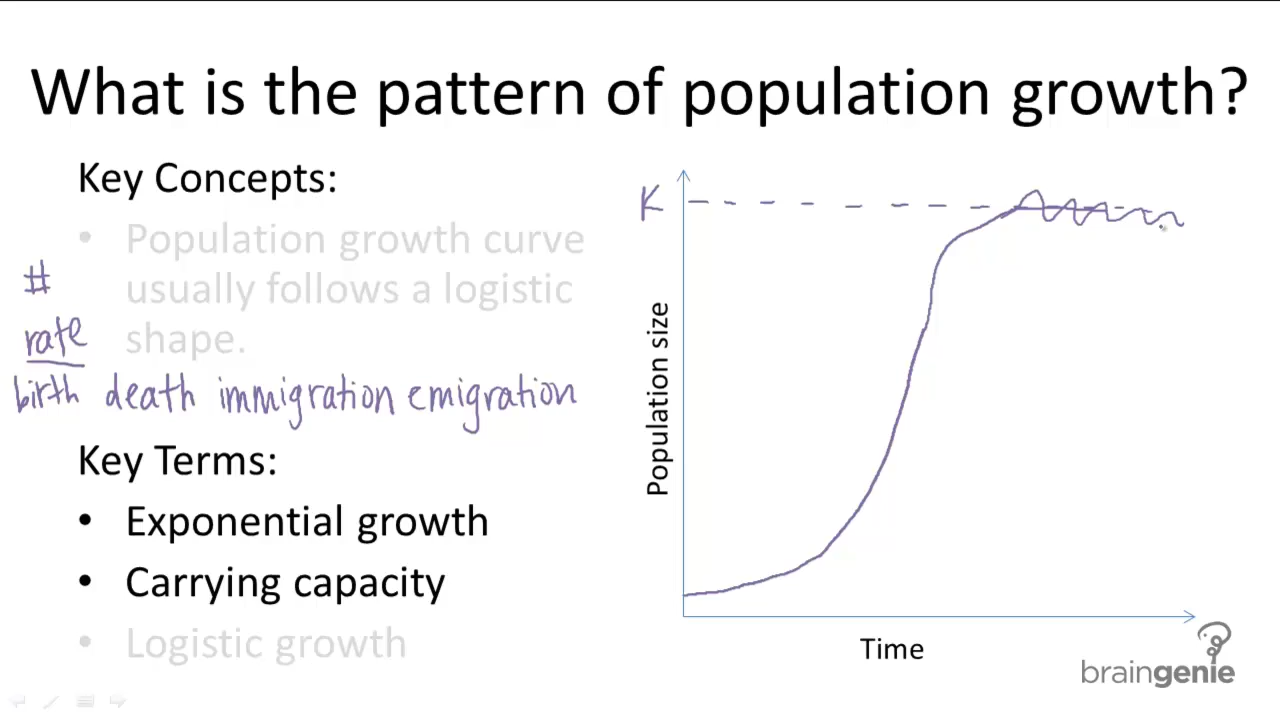 What is the pattern of population growth?
Key Concepts:
• Population growth curve
usually follows a logistic
shape.
#
rate
birth death immigration emigration
Key Terms:
• Exponential growth
• Carrying capacity
• Logistic growth
K
Population size
Time
braingenie